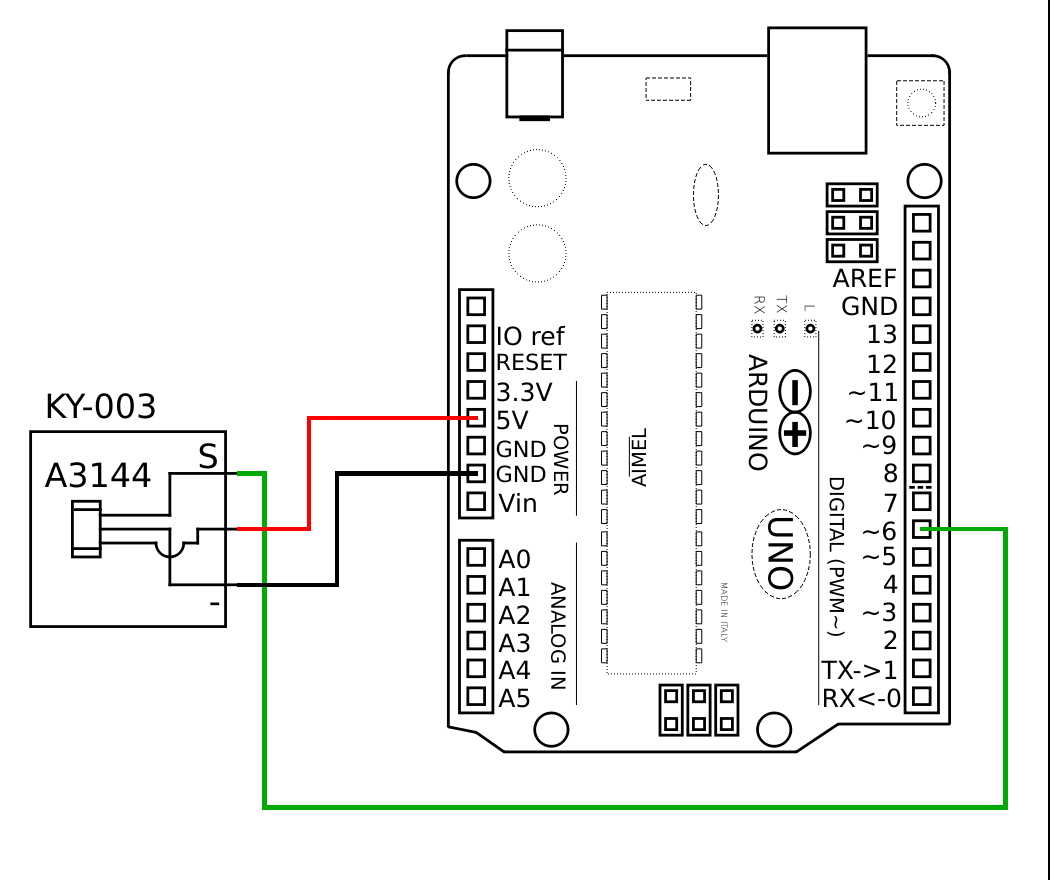 KY-003
S
A3144
-
IO ref
RESET
3.3V
5V
GND
GND
Vin
POWER
A0
A1
A2
A3
A4
A5
ANALOG IN
AIMEL
RX
TX
L
ARDUINO
UNO
MADE IN ITALY
DIGITAL (PWM~)
AREF
GND
13
12
~11
~10
~9
8
7
~6
~5
4
~3
2
TX->1
RX<-0